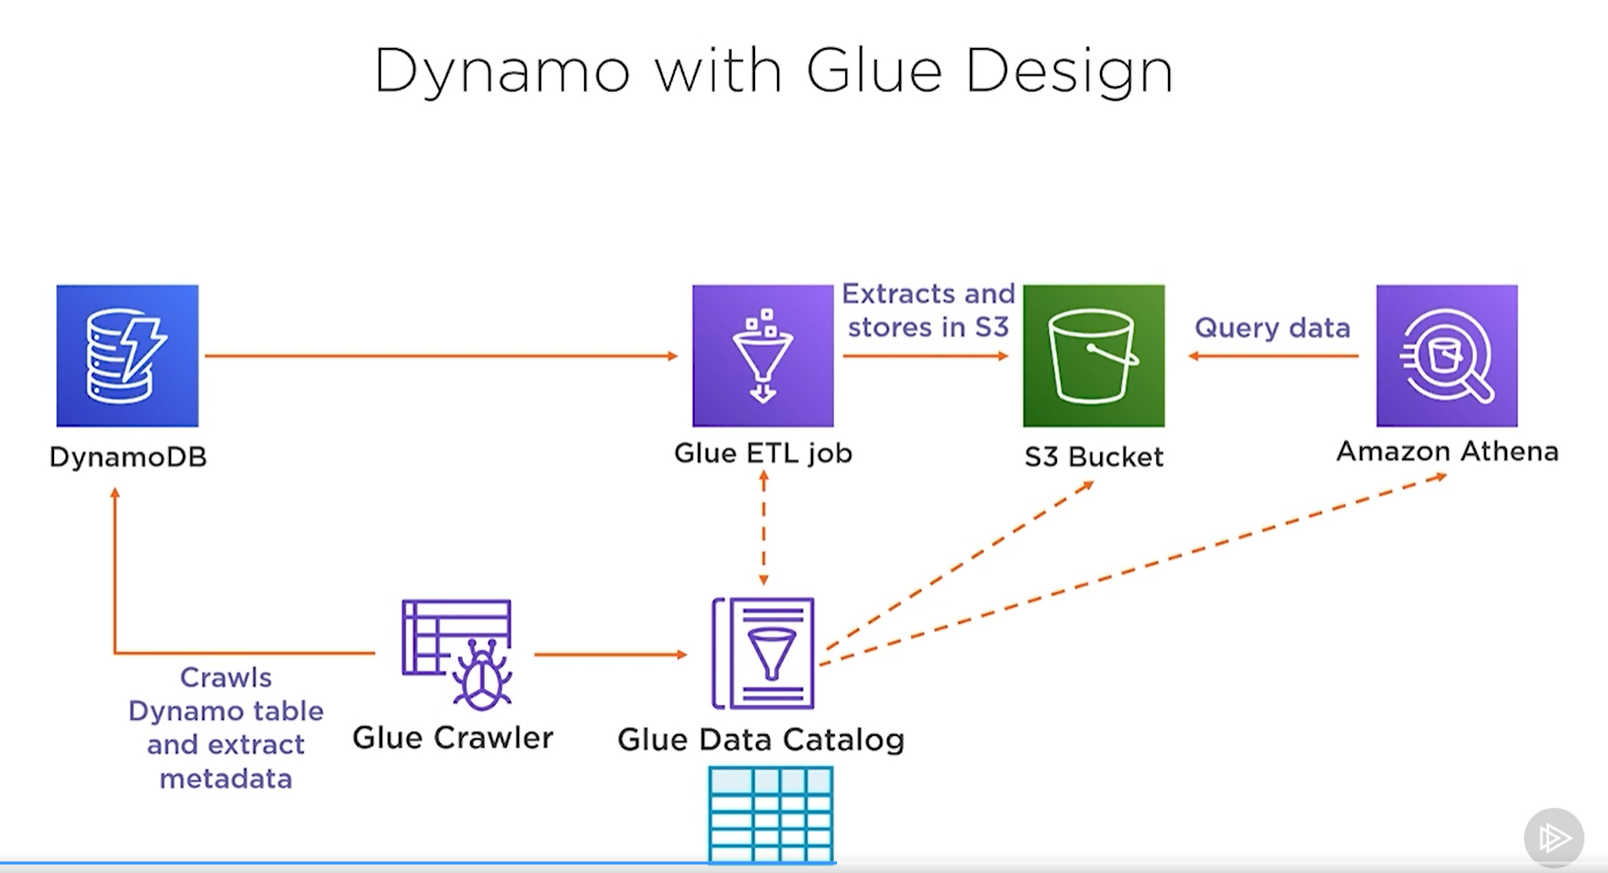 Dynamo with Glue Design
Extracts and
stores in S3
Query data
DynamoDB
Glue ETL job
S3 Bucket
Amazon Athena
Crawls
Dynamo table
and extract
metadata
Glue Crawler
Glue Data Catalog